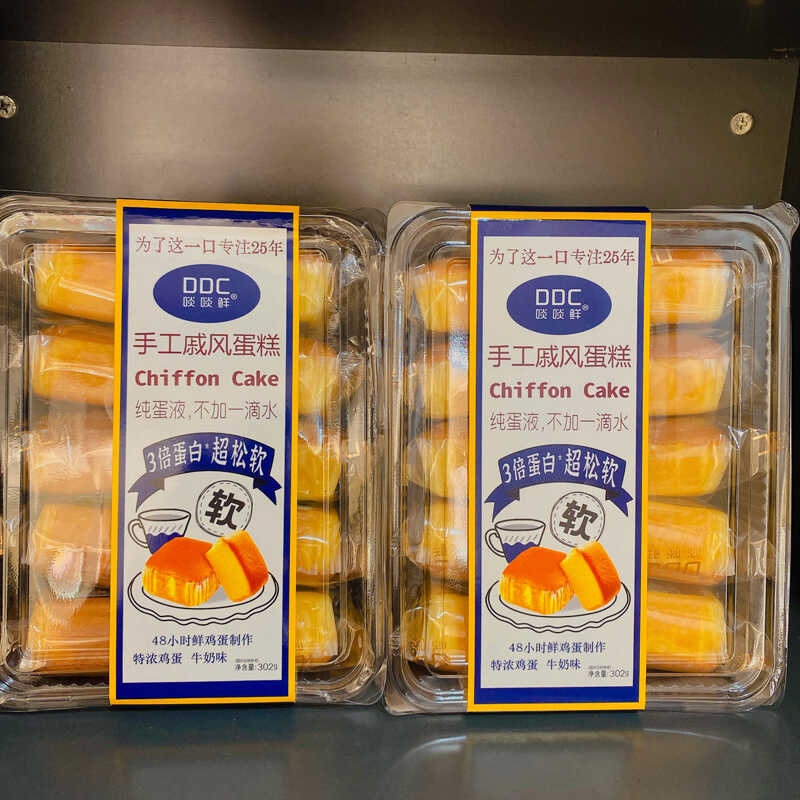 为了这一口专注25年
DDC
啖啖鲜®
手工戚风蛋糕
Chiffon Cake
纯蛋液,不加一滴水
3倍蛋白*超松软
软
48小时鲜鸡蛋制作
特浓鸡蛋 牛奶味
净含量:302g
为了这一口专注25年
DDC
啖啖鲜®
手工戚风蛋糕
Chiffon Cake
纯蛋液,不加一滴水
3倍蛋白*超松软
软
48小时鲜鸡蛋制作
特浓鸡蛋 牛奶味
净含量:302g